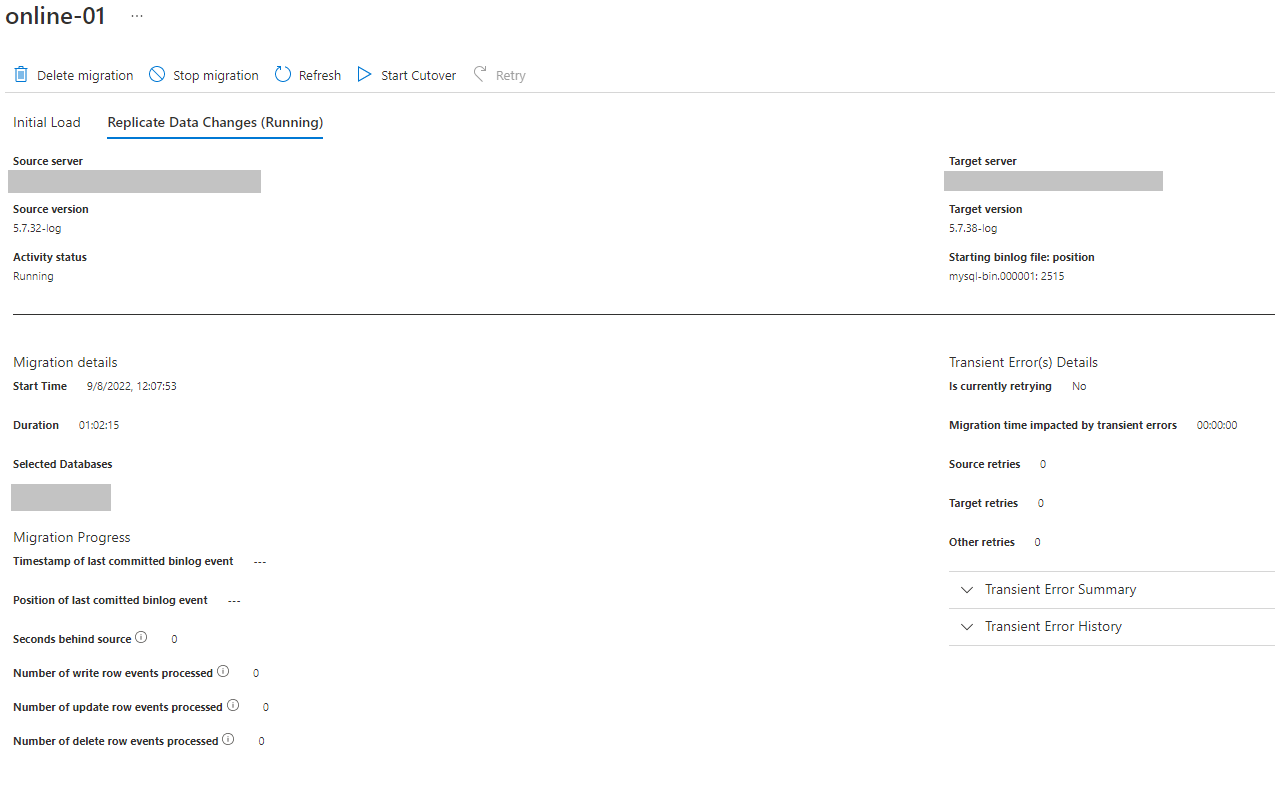 online-01 ...
Delete migration Stop migration Refresh Start Cutover Retry
Initial Load Replicate Data Changes (Running)
Source server
Source version
5.7.32-log
Activity status
Running
Target server
Target version
5.7.38-log
Starting binlog file: position
mysql-bin.000001: 2515
Migration details
Start Time 9/8/2022, 12:07:53
Duration 01:02:15
Selected Databases
Migration Progress
Timestamp of last committed binlog event ---
Position of last comitted binlog event ---
Seconds behind source 0
Number of write row events processed 0
Number of update row events processed 0
Number of delete row events processed 0
Transient Error(s) Details
Is currently retrying No
Migration time impacted by transient errors 00:00:00
Source retries 0
Target retries 0
Other retries 0
Transient Error Summary
Transient Error History